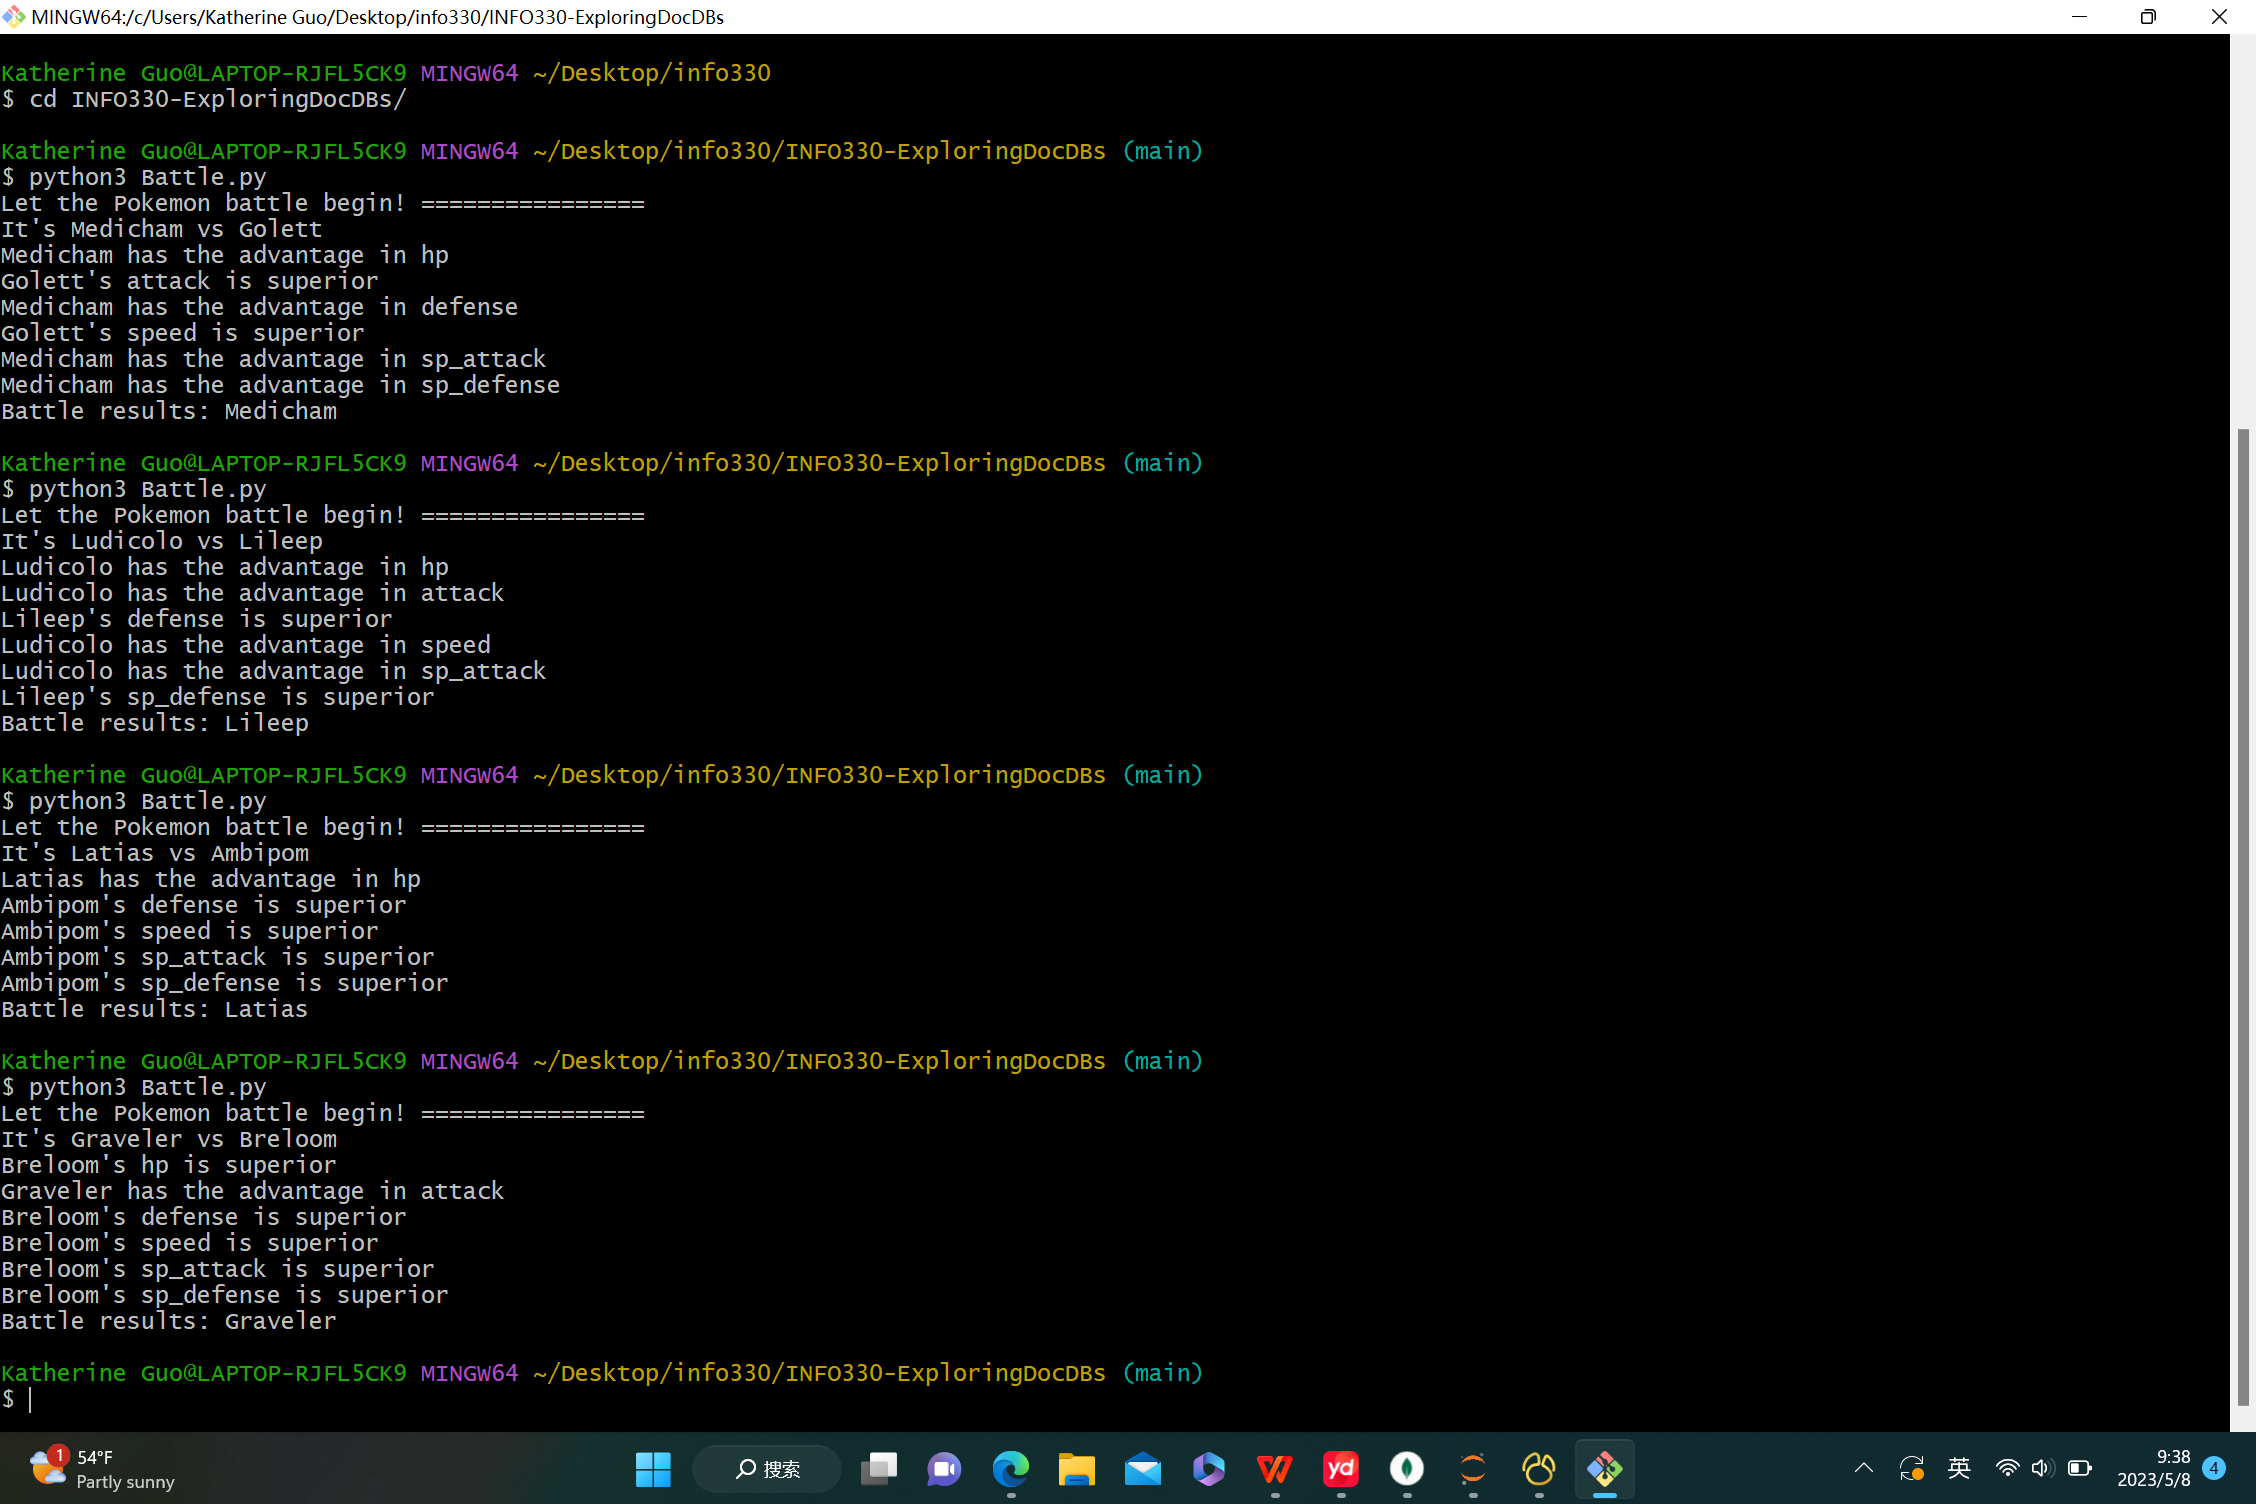 MINGW64:/c/Users/Katherine Guo/Desktop/info330/INFO330-ExploringDocDBs
Katherine Guo@LAPTOP-RJFL5CK9 MINGW64 ~/Desktop/info330
$ cd INFO330-ExploringDocDBs/
Katherine Guo@LAPTOP-RJFL5CK9 MINGW64 ~/Desktop/info330/INFO330-ExploringDocDBs (main)
$ python3 Battle.py
Let the Pokemon battle begin! ================
It's Medicham vs Golett
Medicham has the advantage in hp
Golett's attack is superior
Medicham has the advantage in defense
Golett's speed is superior
Medicham has the advantage in sp_attack
Medicham has the advantage in sp_defense
Battle results: Medicham
Katherine Guo@LAPTOP-RJFL5CK9 MINGW64 ~/Desktop/info330/INFO330-ExploringDocDBs (main)
$ python3 Battle.py
Let the Pokemon battle begin! ================
It's Ludicolo vs Lileep
Ludicolo has the advantage in hp
Ludicolo has the advantage in attack
Lileep's defense is superior
Ludicolo has the advantage in speed
Ludicolo has the advantage in sp_attack
Lileep's sp_defense is superior
Battle results: Lileep
Katherine Guo@LAPTOP-RJFL5CK9 MINGW64 ~/Desktop/info330/INFO330-ExploringDocDBs (main)
$ python3 Battle.py
Let the Pokemon battle begin! ================
It's Latias vs Ambipom
Latias has the advantage in hp
Ambipom's defense is superior
Ambipom's speed is superior
Ambipom's sp_attack is superior
Ambipom's sp_defense is superior
Battle results: Latias
Katherine Guo@LAPTOP-RJFL5CK9 MINGW64 ~/Desktop/info330/INFO330-ExploringDocDBs (main)
$ python3 Battle.py
Let the Pokemon battle begin! ================
It's Graveler vs Breloom
Breloom's hp is superior
Graveler has the advantage in attack
Breloom's defense is superior
Breloom's speed is superior
Breloom's sp_attack is superior
Breloom's sp_defense is superior
Battle results: Graveler
Katherine Guo@LAPTOP-RJFL5CK9 MINGW64 ~/Desktop/info330/INFO330-ExploringDocDBs (main)
$
1
54°F
Partly sunny
搜索
yd
英
9:38
2023/5/8
4